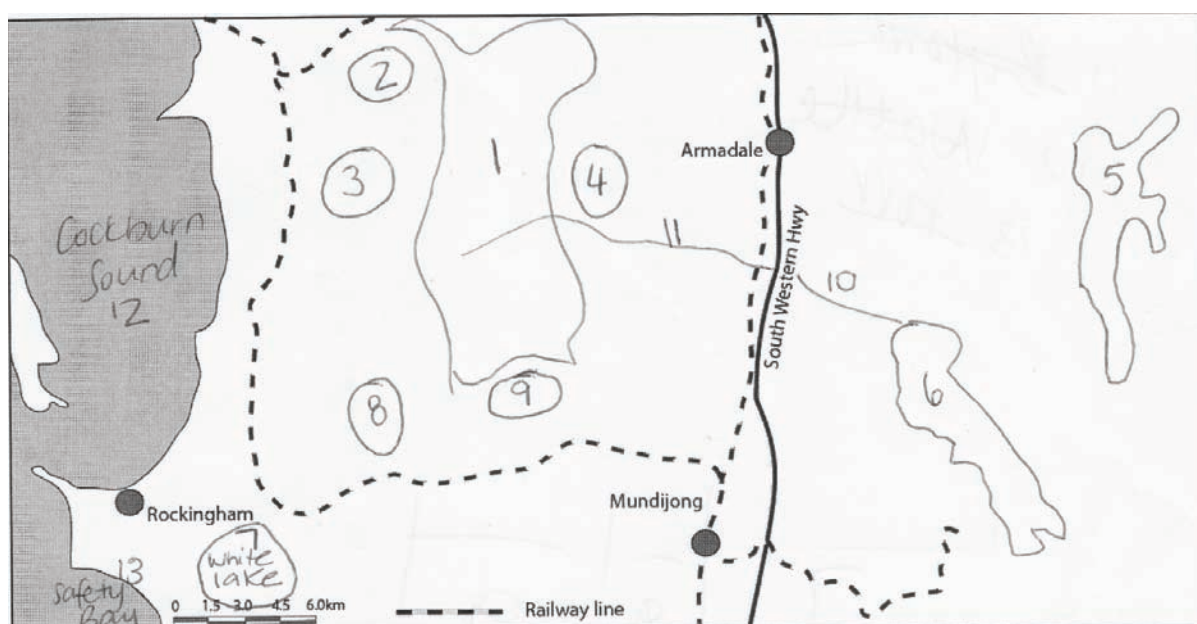 2
1
5
Armadale
3
4
Cockburn
Sound
12
11
South Western Hwy
10
9
8
6
Rockingham
Mundijong
7
white
lake
13
safety
Bay
0 1.5 3.0 4.5 6.0km
Railway line